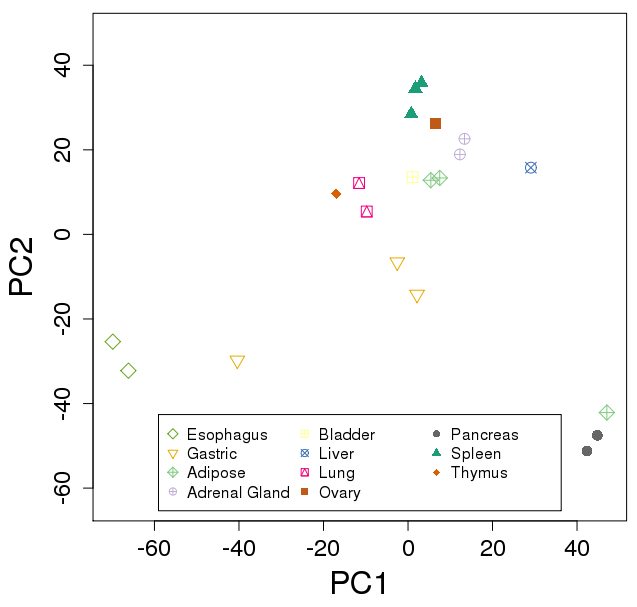 40
20
0
-20
-40
-60
PC2
Esophagus Bladder Pancreas
Gastric Liver Spleen
Adipose Lung Thymus
Adrenal Gland Ovary
-60 -40 -20 0 20 40
PC1